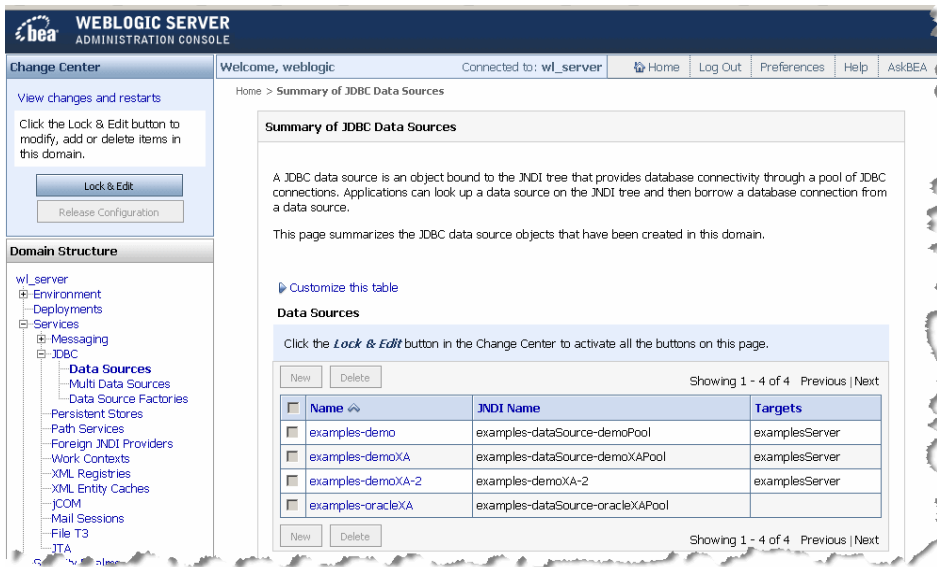 bea
WEBLOGIC SERVER
ADMINISTRATION CONSOLE
Change Center
View changes and restarts
Click the Lock & Edit button to
modify, add or delete items in
this domain.
Lock & Edit
Release Configuration
Domain Structure
wl_server
Environment
Deployments
Services
Messaging
JDBC
Data Sources
Multi Data Sources
Data Source Factories
Persistent Stores
Path Services
Foreign JNDI Providers
Work Contexts
XML Registries
XML Entity Caches
jCOM
Mail Sessions
File T3
JTA
Welcome, weblogic
Connected to: wl_server
Home
Log Out
Preferences
Help
AskBEA
Home > Summary of JDBC Data Sources
Summary of JDBC Data Sources
A JDBC data source is an object bound to the JNDI tree that provides database connectivity through a pool of JDBC
connections. Applications can look up a data source on the JNDI tree and then borrow a database connection from
a data source.
This page summarizes the JDBC data source objects that have been created in this domain.
Customize this table
Data Sources
Click the Lock & Edit button in the Change Center to activate all the buttons on this page.
New Delete Showing 1 - 4 of 4 Previous | Next
Name JNDI Name Targets
examples-demo examples-dataSource-demoPool examplesServer
examples-demoXA examples-dataSource-demoXAPool examplesServer
examples-demoXA-2 examples-demoXA-2 examplesServer
examples-oracleXA examples-dataSource-oracleXAPool
New Delete Showing 1 - 4 of 4 Previous | Next